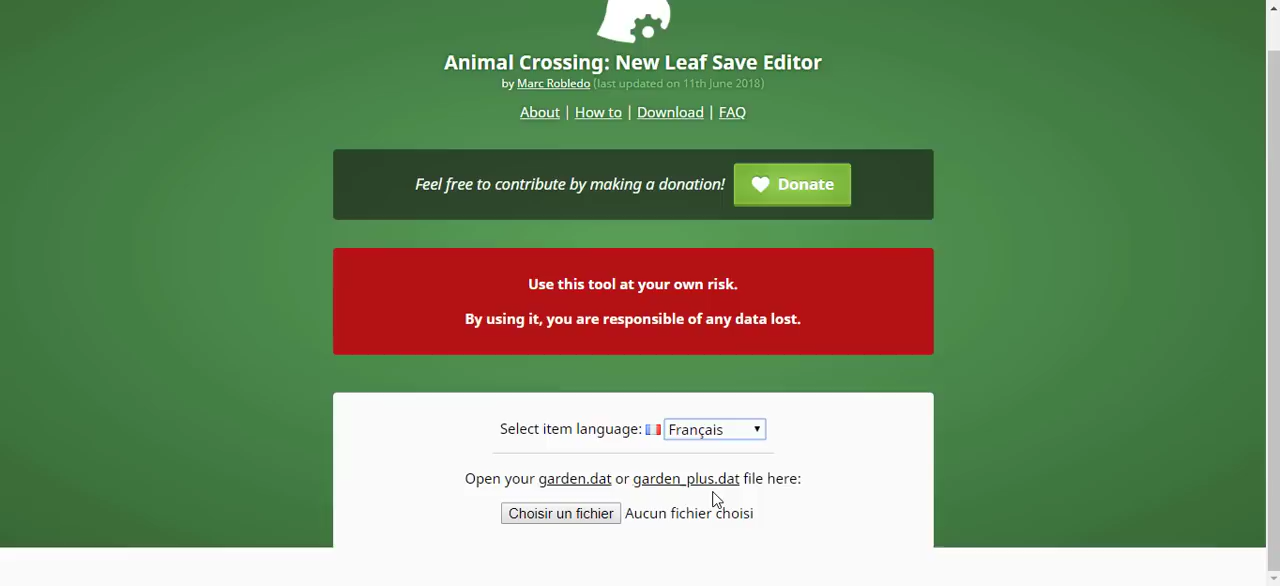 Animal Crossing: New Leaf Save Editor
by Marc Robledo (last updated on 11th June 2018)
About | How to | Download | FAQ
Feel free to contribute by making a donation! Donate
Use this tool at your own risk.
By using it, you are responsible of any data lost.
Select item language: Français
Open your garden.dat or garden_plus.dat file here:
Choisir un fichier Aucun fichier choisi